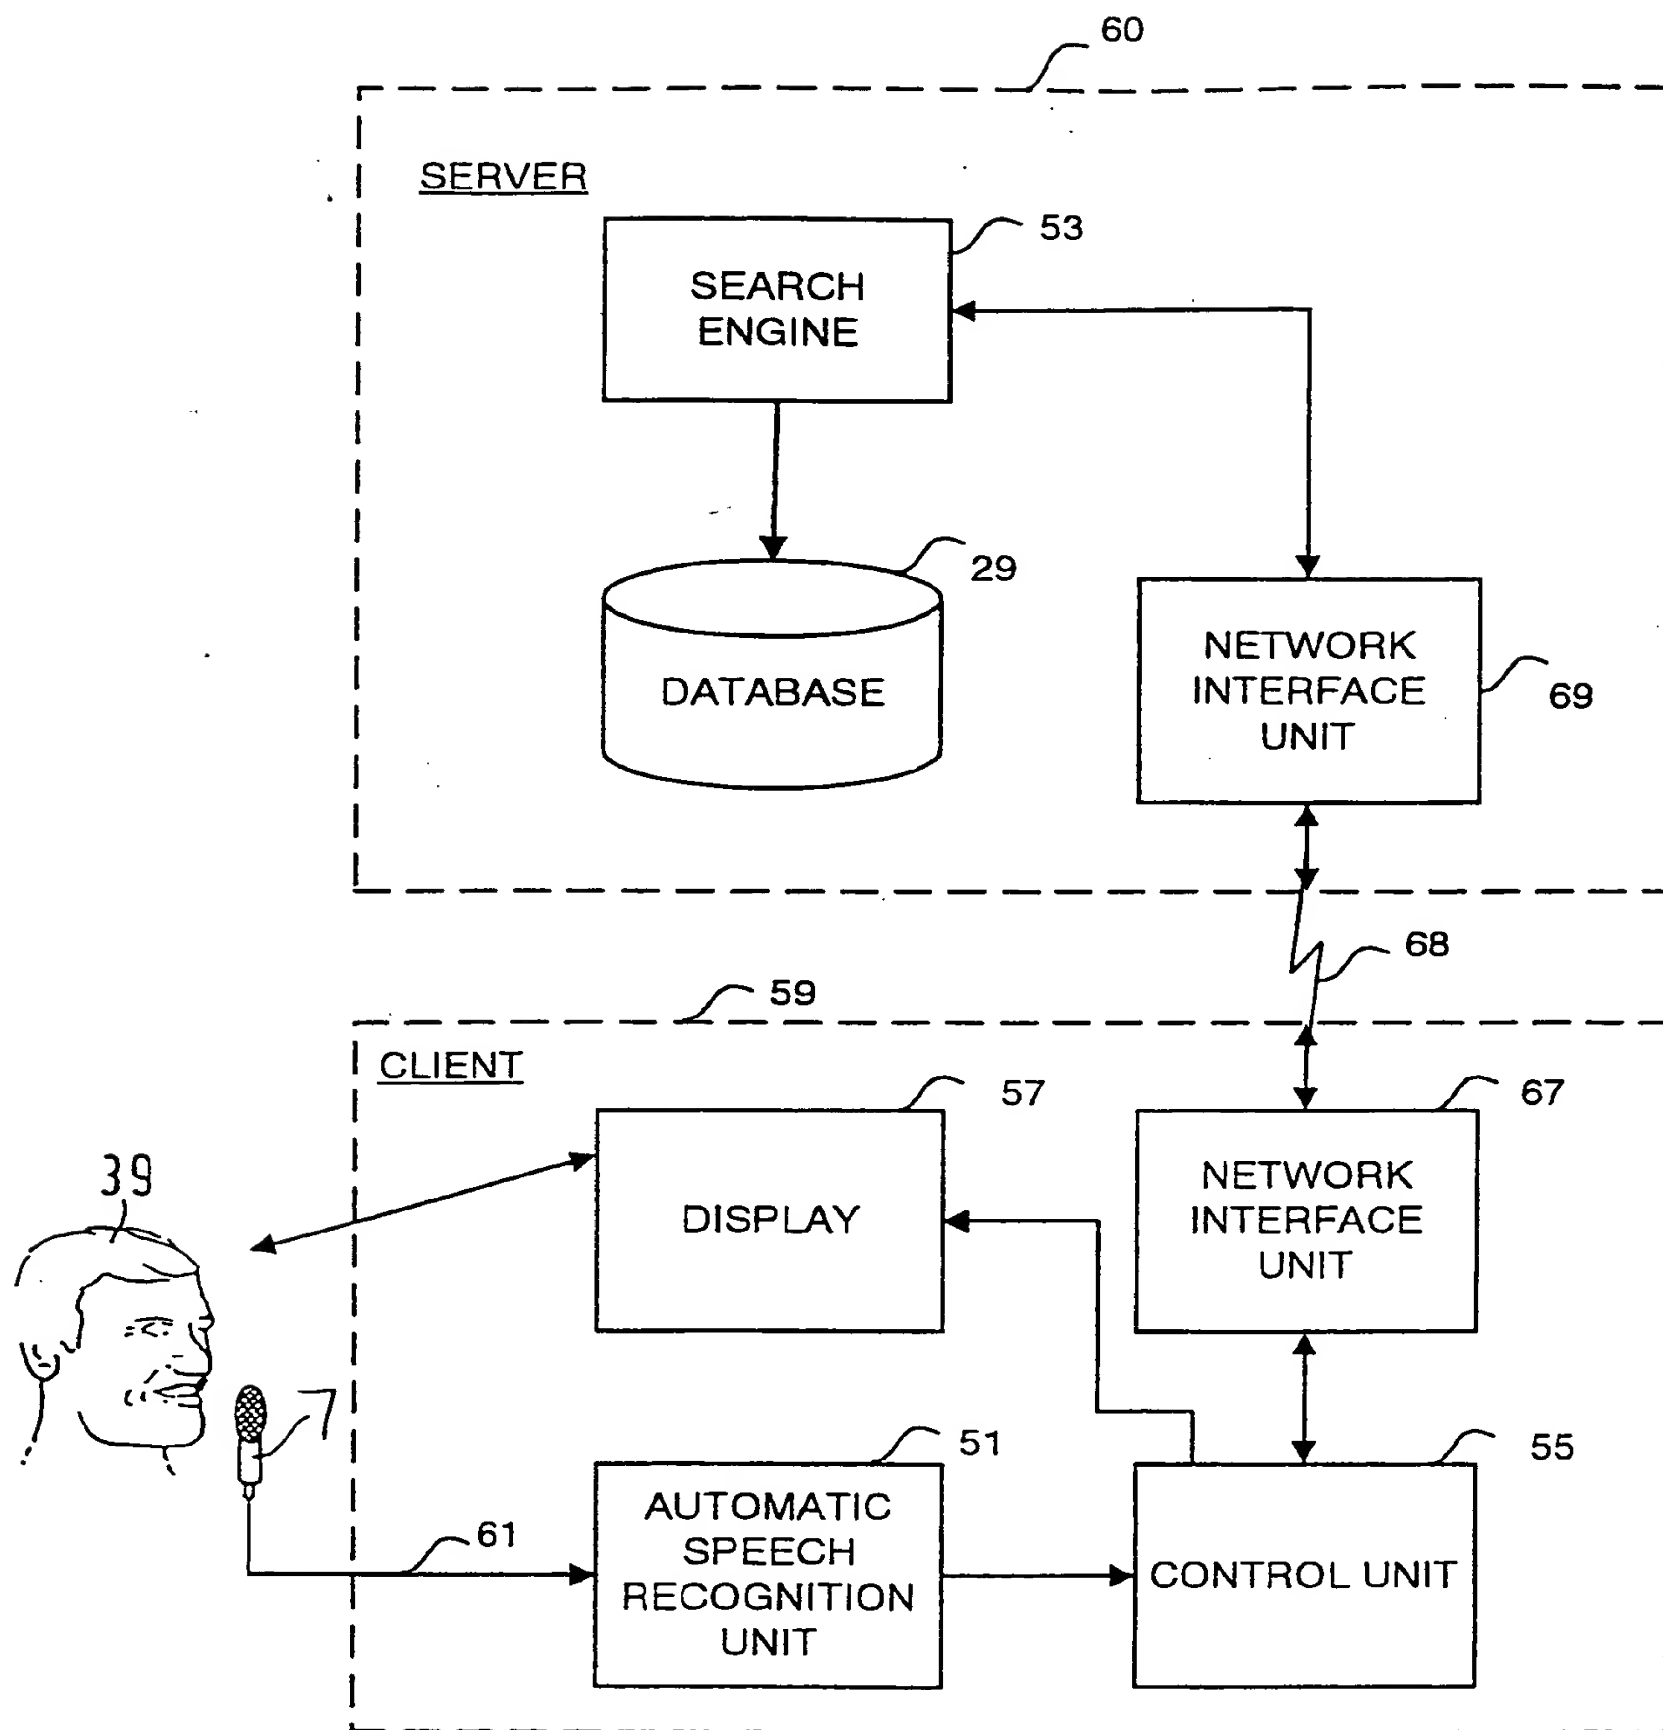 60
SERVER
53
SEARCH
ENGINE
29
DATABASE
NETWORK
INTERFACE
UNIT
69
68
59
CLIENT
57
67
DISPLAY
NETWORK
INTERFACE
UNIT
39
7
51
55
AUTOMATIC
SPEECH
RECOGNITION
UNIT
61
CONTROL UNIT